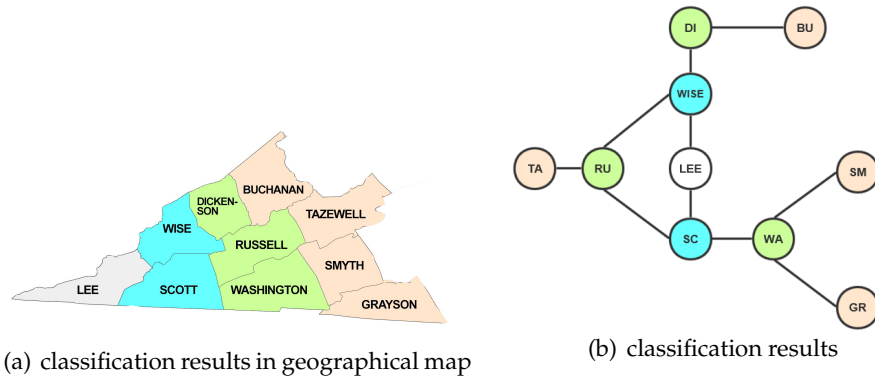 BUCHANAN
DICKEN-
SON
TAZEWELL
WISE
RUSSELL
SMYTH
LEE
SCOTT
WASHINGTON
GRAYSON
(a) classification results in geographical map
DI
BU
WISE
TA
RU
LEE
SM
SC
WA
GR
(b) classification results